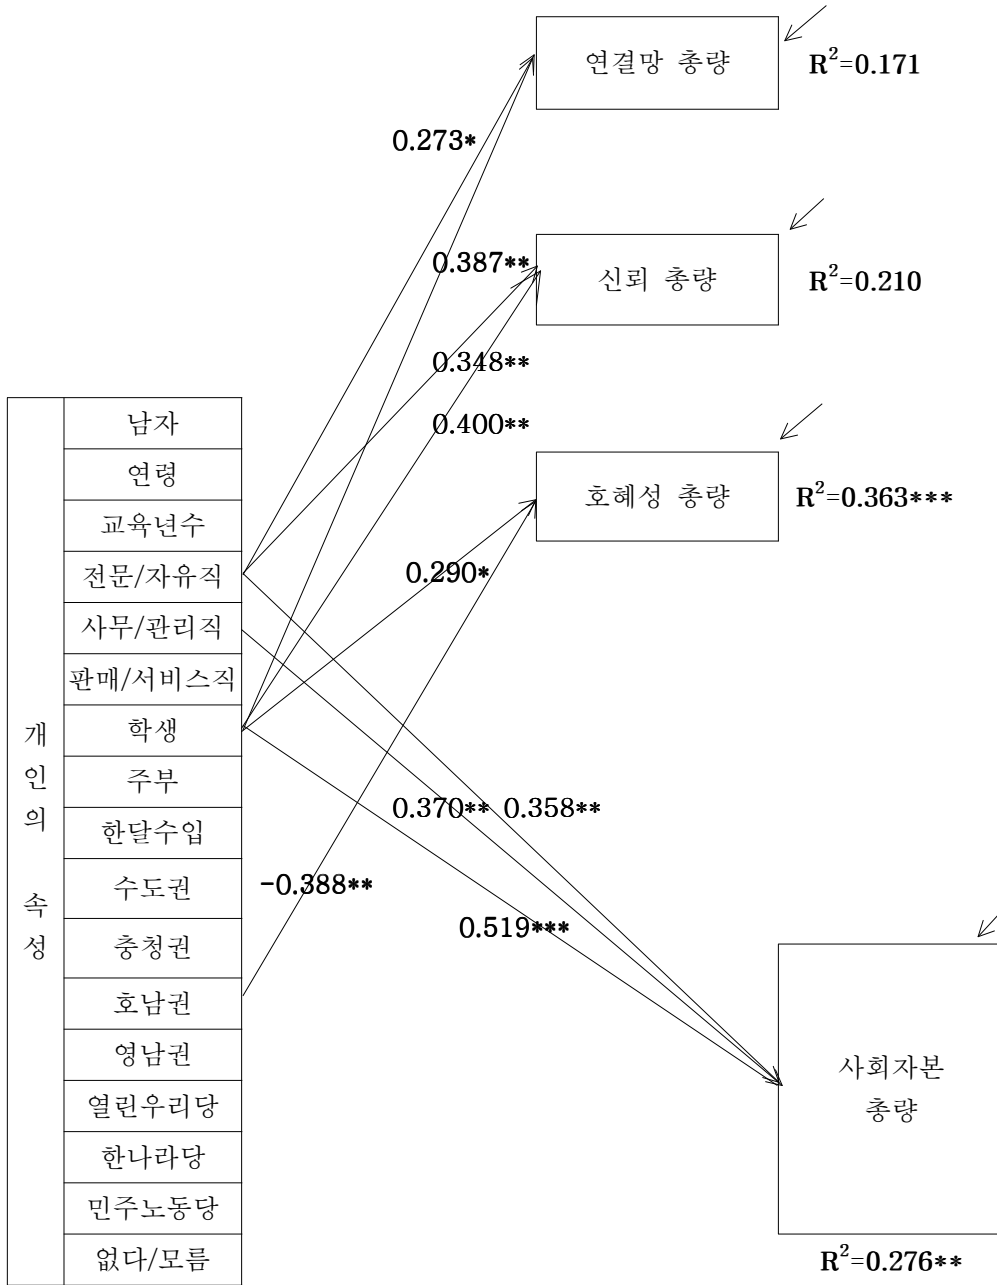 연결망 총량
R²=0.171
0.273*
0.387**
신뢰 총량
R²=0.210
0.348**
0.400**
호혜성 총량
R²=0.363***
0.290*
개인의 속성
남자
연령
교육년수
전문/자유직
사무/관리직
판매/서비스직
학생
주부
한달수입
수도권
충청권
호남권
영남권
열린우리당
한나라당
민주노동당
없다/모름
0.370** 0.358**
-0.388**
0.519***
사회자본
총량
R²=0.276**